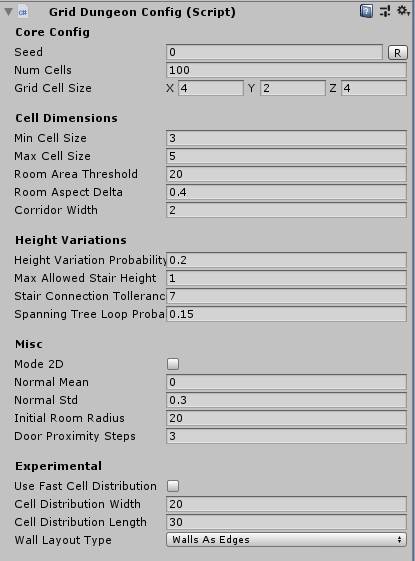 Grid Dungeon Config (Script)
Core Config
Seed 0 R
Num Cells 100
Grid Cell Size X 4 Y 2 Z 4
Cell Dimensions
Min Cell Size 3
Max Cell Size 5
Room Area Threshold 20
Room Aspect Delta 0.4
Corridor Width 2
Height Variations
Height Variation Probability 0.2
Max Allowed Stair Height 1
Stair Connection Tolleranc 7
Spanning Tree Loop Proba 0.15
Misc
Mode 2D
Normal Mean 0
Normal Std 0.3
Initial Room Radius 20
Door Proximity Steps 3
Experimental
Use Fast Cell Distribution
Cell Distribution Width 20
Cell Distribution Length 30
Wall Layout Type Walls As Edges